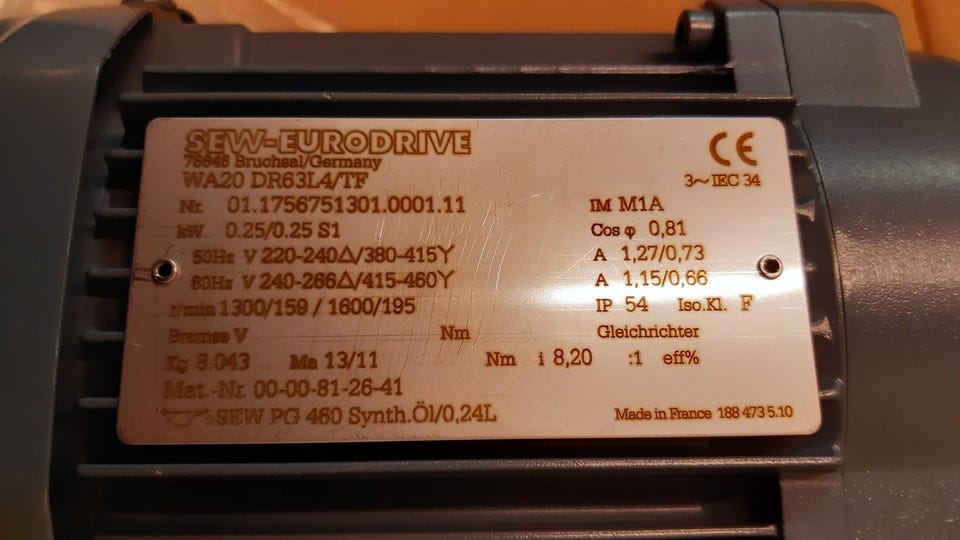 SEW-EURODRIVE CE
76646 Bruchsal/Germany
WA20 DR63L4/TF 3~ IEC 34
Nr. 01.1756751301.0001.11 IM M1A
kW 0.25/0.25 S1 Cos φ 0,81
50Hz V 220-240△/380-415Y A 1,27/0,73
60Hz V 240-266△/415-460Y A 1,15/0,66
r/min 1300/159 / 1600/195 IP 54 Iso.Kl. F
Bremse V Nm Gleichrichter
Kg 8.043 Ma 13/11 Nm i 8,20 :1 eff%
Mat.-Nr. 00-00-81-26-41
SEW PG 460 Synth.Öl/0,24L Made in France 188 473 5.10